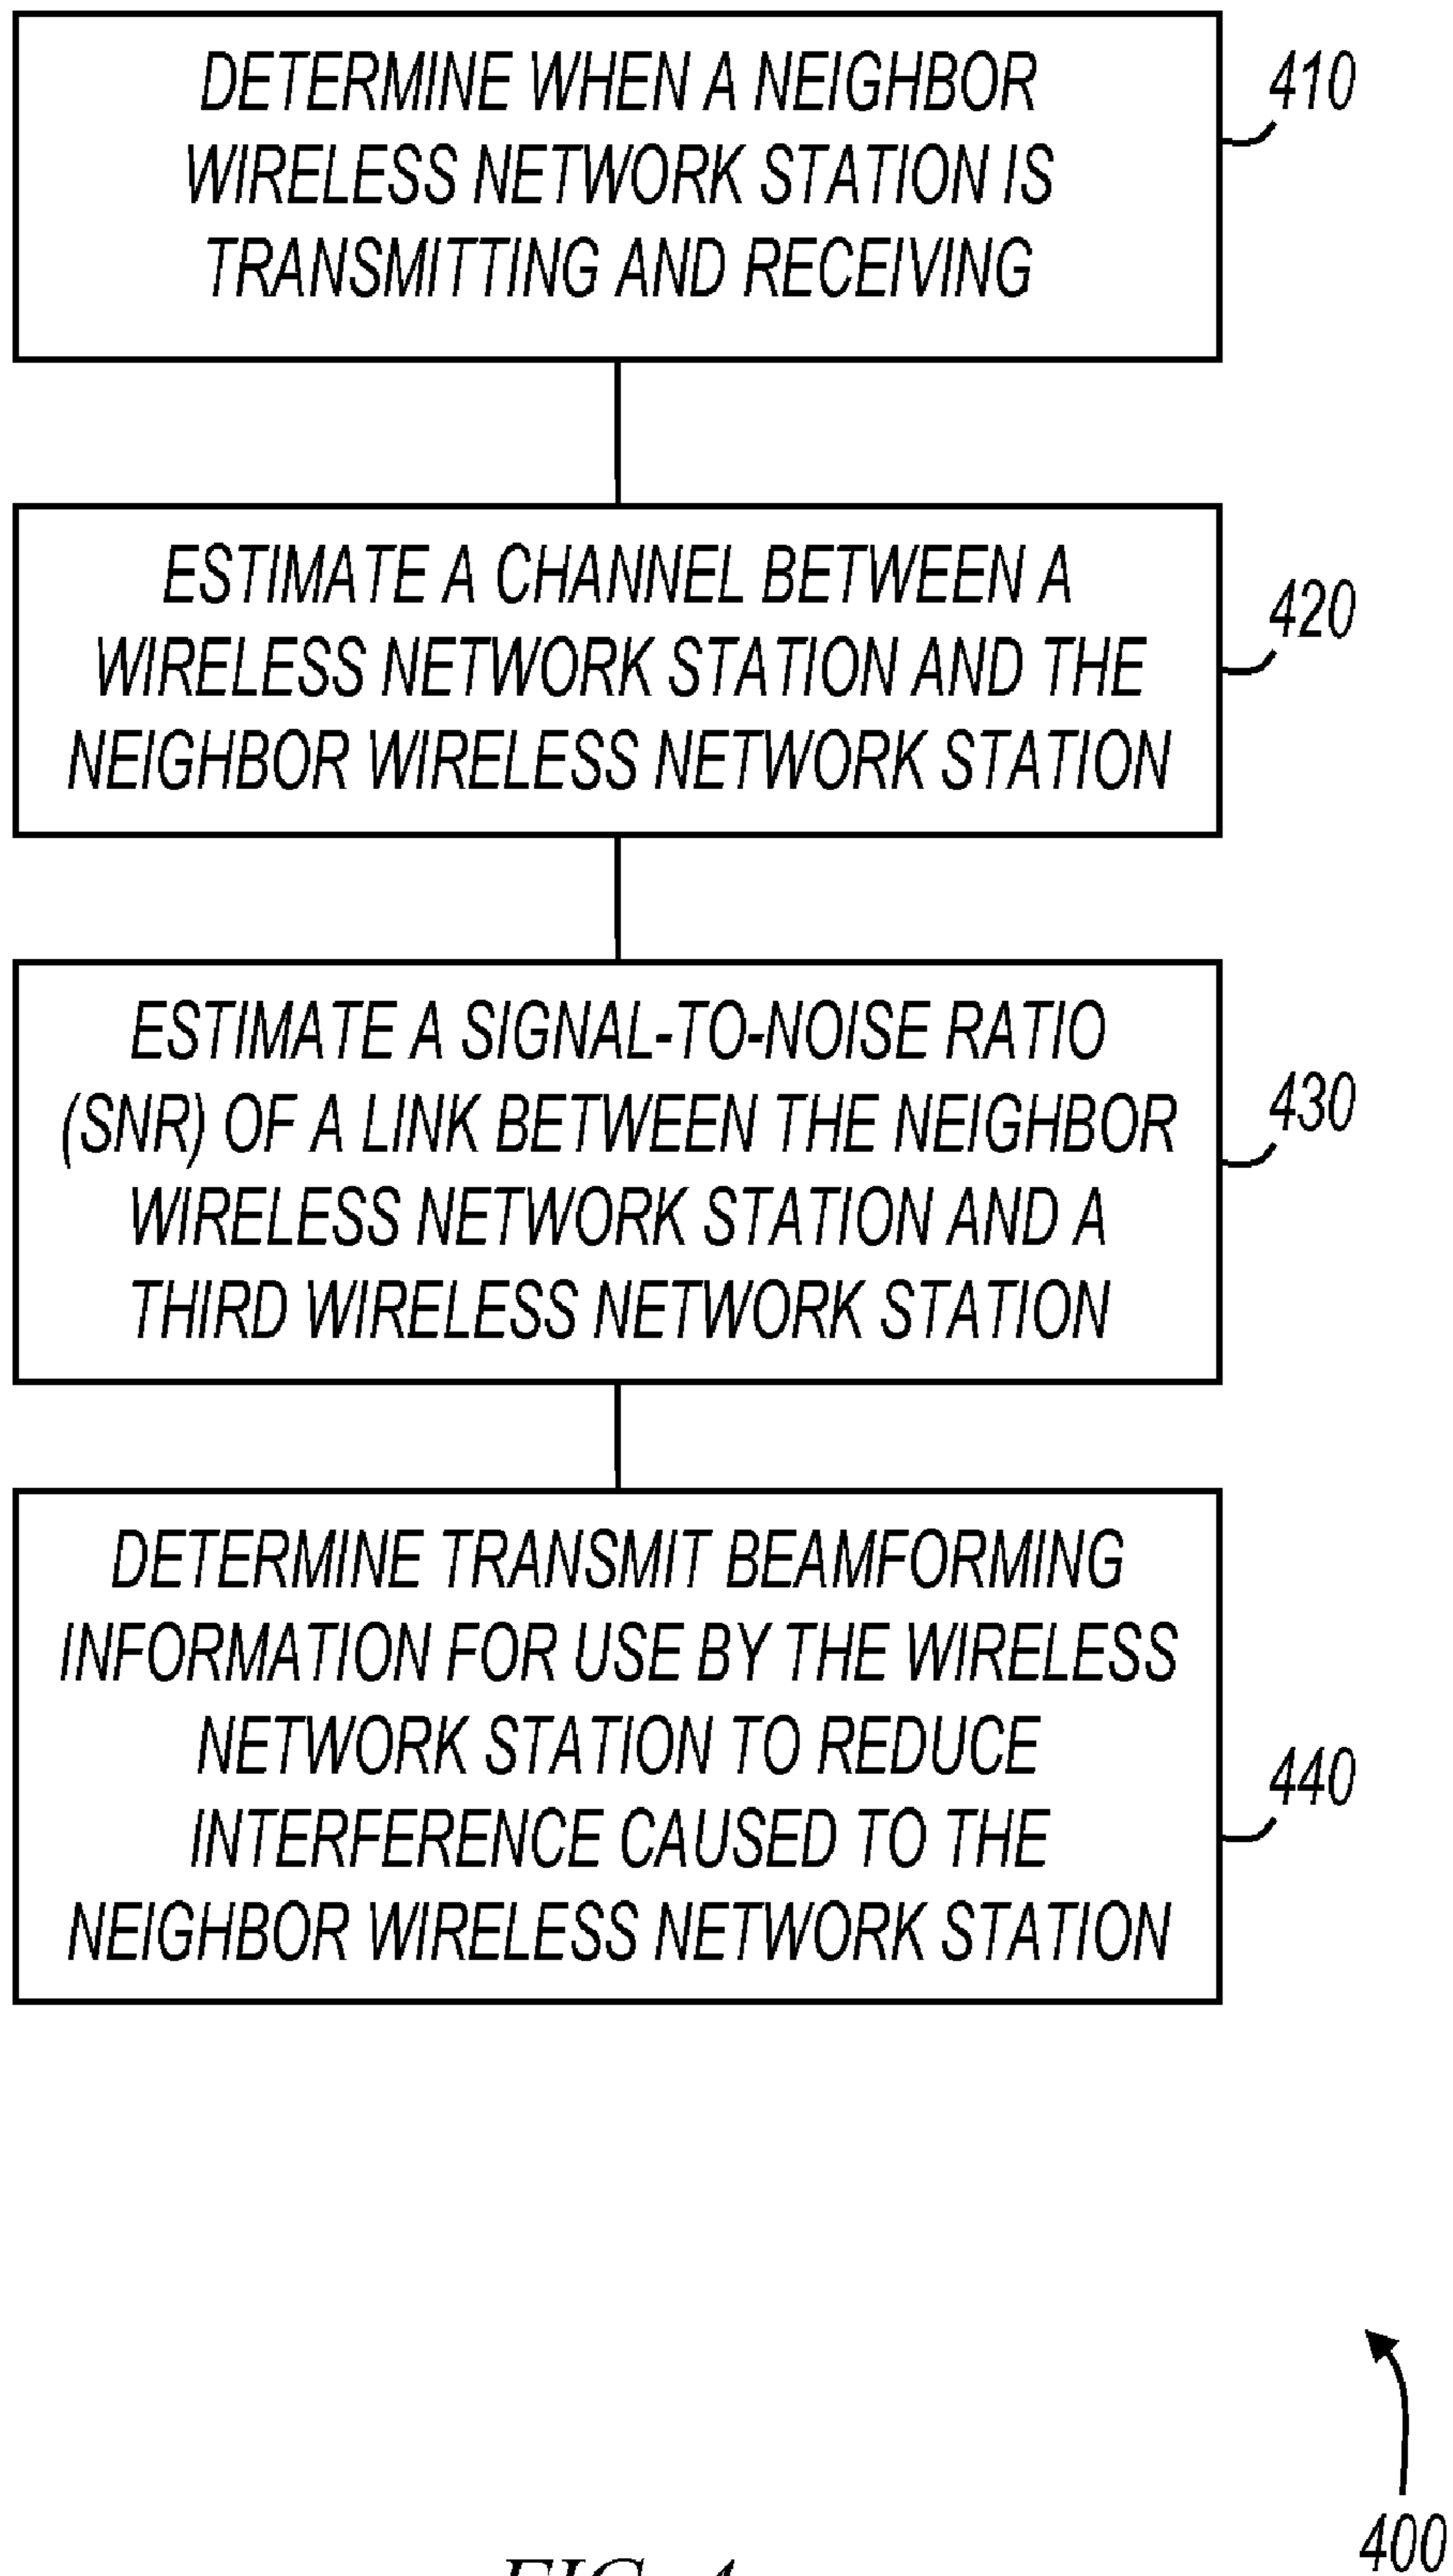 DETERMINE WHEN A NEIGHBOR
WIRELESS NETWORK STATION IS
TRANSMITTING AND RECEIVING
410
ESTIMATE A CHANNEL BETWEEN A
WIRELESS NETWORK STATION AND THE
NEIGHBOR WIRELESS NETWORK STATION
420
ESTIMATE A SIGNAL-TO-NOISE RATIO
(SNR) OF A LINK BETWEEN THE NEIGHBOR
WIRELESS NETWORK STATION AND A
THIRD WIRELESS NETWORK STATION
430
DETERMINE TRANSMIT BEAMFORMING
INFORMATION FOR USE BY THE WIRELESS
NETWORK STATION TO REDUCE
INTERFERENCE CAUSED TO THE
NEIGHBOR WIRELESS NETWORK STATION
440
400